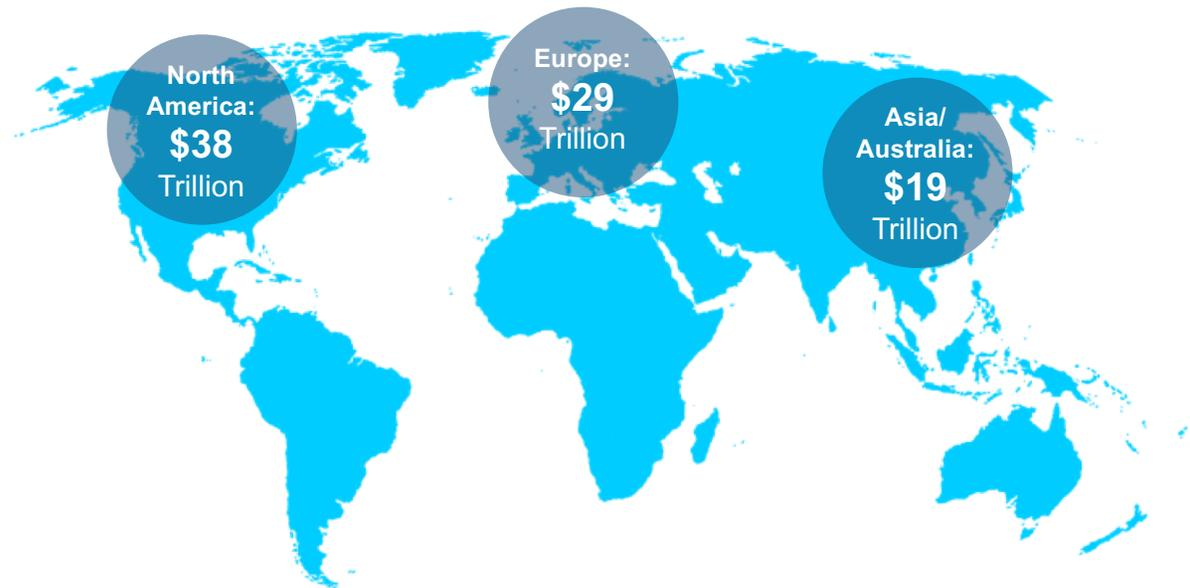 North
America:
$38
Trillion
Europe:
$29
Trillion
Asia/
Australia:
$19
Trillion